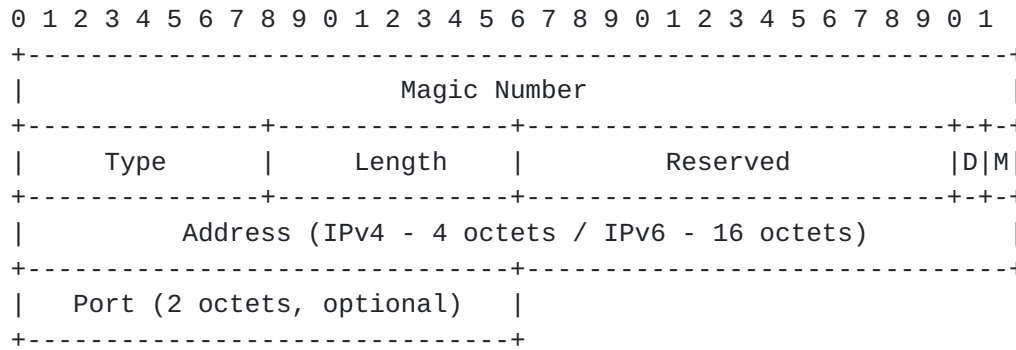 0 1 2 3 4 5 6 7 8 9 0 1 2 3 4 5 6 7 8 9 0 1 2 3 4 5 6 7 8 9 0 1
+---------------------------------------------------------------+
|                        Magic Number                           |
+---------------+---------------+---------------------------+-+-+
|     Type      |     Length    |         Reserved          |D|M|
+---------------+---------------+---------------------------+-+-+
|          Address (IPv4 - 4 octets / IPv6 - 16 octets)         |
+-------------------------------+-------------------------------+
|   Port (2 octets, optional)   |
+-------------------------------+